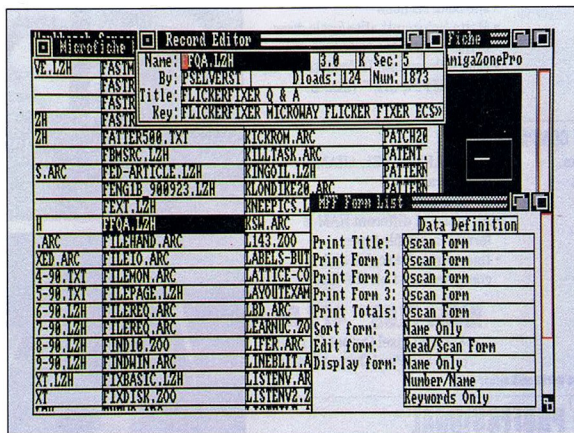 Microfiche
Record Editor
Fiche
Name: FFQA.LZH 3.0 K Sec: 5
By: PSELVERST Dloads: 124 Num: 1873
Title: FLICKERFIXER Q & A
Key: FLICKERFIXER MICROWAY FLICKER FIXER ECS»
AmigaZonePro
VE.LZH FASTM
FASTR
FASTR
ZH FASTR
ZH FATTER500.TXT KICKROM.ARC PATCH20
FBMSRC.LZH KILLTASK.ARC PATENT.
S.ARC FED-ARTICLE.LZH KINGOIL.LZH PATTERN
FENGIB_900923.LZH KLONDIKE20.ARC PATTERN
FEXT.LZH KNEEPICS.L
H FFQA.LZH KSW.ARC
.ARC FILEHAND.ARC L143.ZOO
XED.ARC FILEIO.ARC LABELS-BUT
4-90.TXT FILEMON.ARC LATTICE-CO
5-90.TXT FILEPAGE.LZH LAYOUTEXAM
6-90.LZH FILEREQ.ARC LBD.ARC
7-90.LZH FILEREQ.ARC LEARNUC.ZO
8-90.LZH FIND10.ZOO LIFER.ARC
9-90.LZH FINDWIN.ARC LINEBLIT.A
XT.LZH FIXBASIC.LZH LISTENV.AR
XT FIXDISK.ZOO
MFF Form List
Data Definition
Print Title: Qscan Form
Print Form 1: Qscan Form
Print Form 2: Qscan Form
Print Form 3: Qscan Form
Print Totals: Qscan Form
Sort form: Name Only
Edit form: Read/Scan Form
Display form: Name Only
Number/Name
Keywords Only